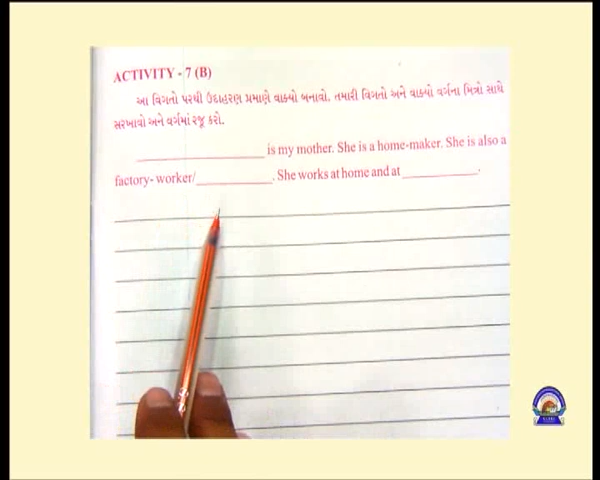 ACTIVITY - 7 (B)
આ વિગતો પરથી ઉદાહરણ પ્રમાણે વાક્યો બનાવો. તમારી વિગતો અને વાક્યો વર્ગના મિત્રો સાથે
સરખાવો અને વર્ગમાં રજૂ કરો.
____________________ is my mother. She is a home-maker. She is also a
factory- worker/____________. She works at home and at ____________.